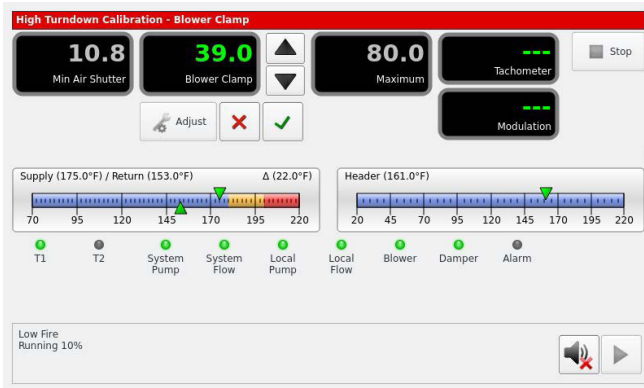 High Turndown Calibration - Blower Clamp
10.8
Min Air Shutter
39.0
Blower Clamp
80.0
Maximum
---
Tachometer
---
Modulation
Stop
Adjust
Supply (175.0°F) / Return (153.0°F) Δ (22.0°F)
70 95 120 145 170 195 220
Header (161.0°F)
20 45 70 95 120 145 170 195 220
T1
T2
System
Pump
System
Flow
Local
Pump
Local
Flow
Blower
Damper
Alarm
Low Fire
Running 10%